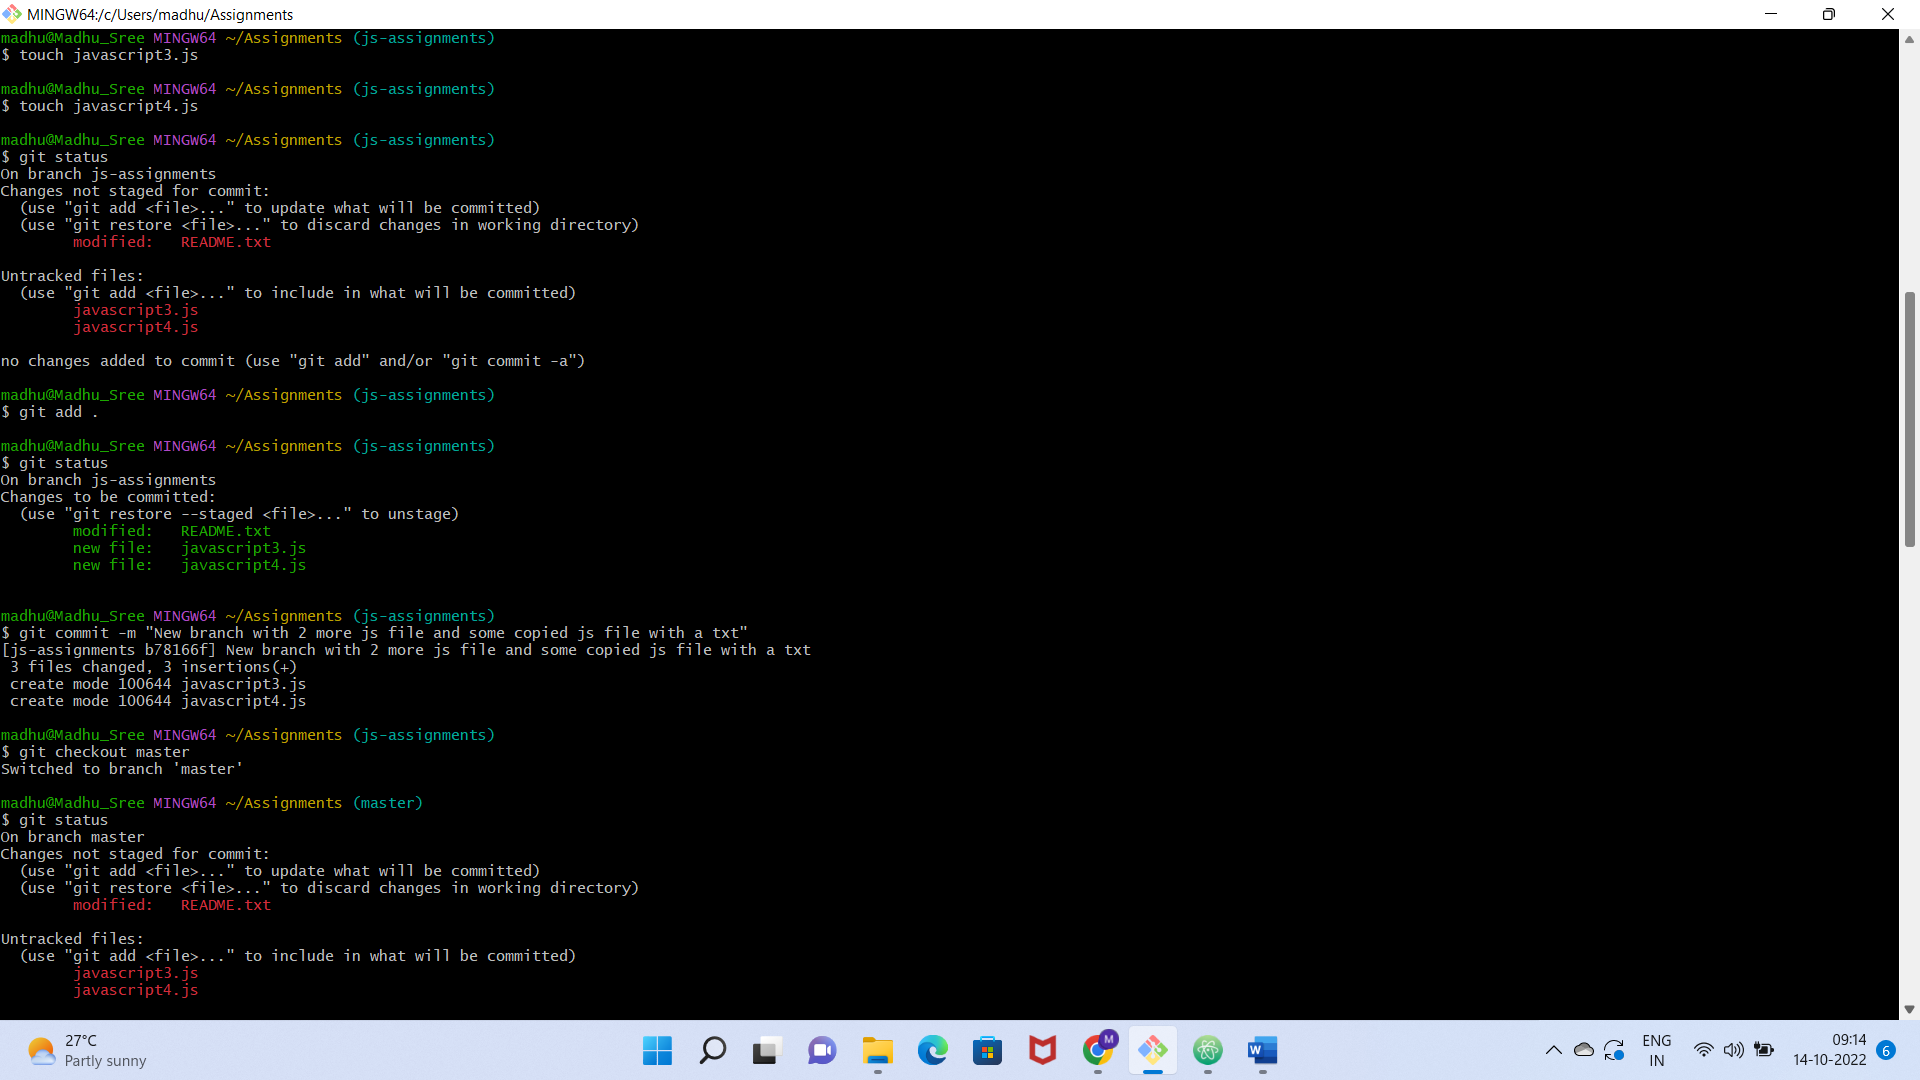 MINGW64:/c/Users/madhu/Assignments
madhu@Madhu_Sree MINGW64 ~/Assignments (js-assignments)
$ touch javascript3.js
madhu@Madhu_Sree MINGW64 ~/Assignments (js-assignments)
$ touch javascript4.js
madhu@Madhu_Sree MINGW64 ~/Assignments (js-assignments)
$ git status
On branch js-assignments
Changes not staged for commit:
  (use "git add <file>..." to update what will be committed)
  (use "git restore <file>..." to discard changes in working directory)
        modified:   README.txt
Untracked files:
  (use "git add <file>..." to include in what will be committed)
        javascript3.js
        javascript4.js
no changes added to commit (use "git add" and/or "git commit -a")
madhu@Madhu_Sree MINGW64 ~/Assignments (js-assignments)
$ git add .
madhu@Madhu_Sree MINGW64 ~/Assignments (js-assignments)
$ git status
On branch js-assignments
Changes to be committed:
  (use "git restore --staged <file>..." to unstage)
        modified:   README.txt
        new file:   javascript3.js
        new file:   javascript4.js
madhu@Madhu_Sree MINGW64 ~/Assignments (js-assignments)
$ git commit -m "New branch with 2 more js file and some copied js file with a txt"
[js-assignments b78166f] New branch with 2 more js file and some copied js file with a txt
 3 files changed, 3 insertions(+)
 create mode 100644 javascript3.js
 create mode 100644 javascript4.js
madhu@Madhu_Sree MINGW64 ~/Assignments (js-assignments)
$ git checkout master
Switched to branch 'master'
madhu@Madhu_Sree MINGW64 ~/Assignments (master)
$ git status
On branch master
Changes not staged for commit:
  (use "git add <file>..." to update what will be committed)
  (use "git restore <file>..." to discard changes in working directory)
        modified:   README.txt
Untracked files:
  (use "git add <file>..." to include in what will be committed)
        javascript3.js
        javascript4.js
27°C
Partly sunny
M
W
ENG
IN
09:14
14-10-2022
6